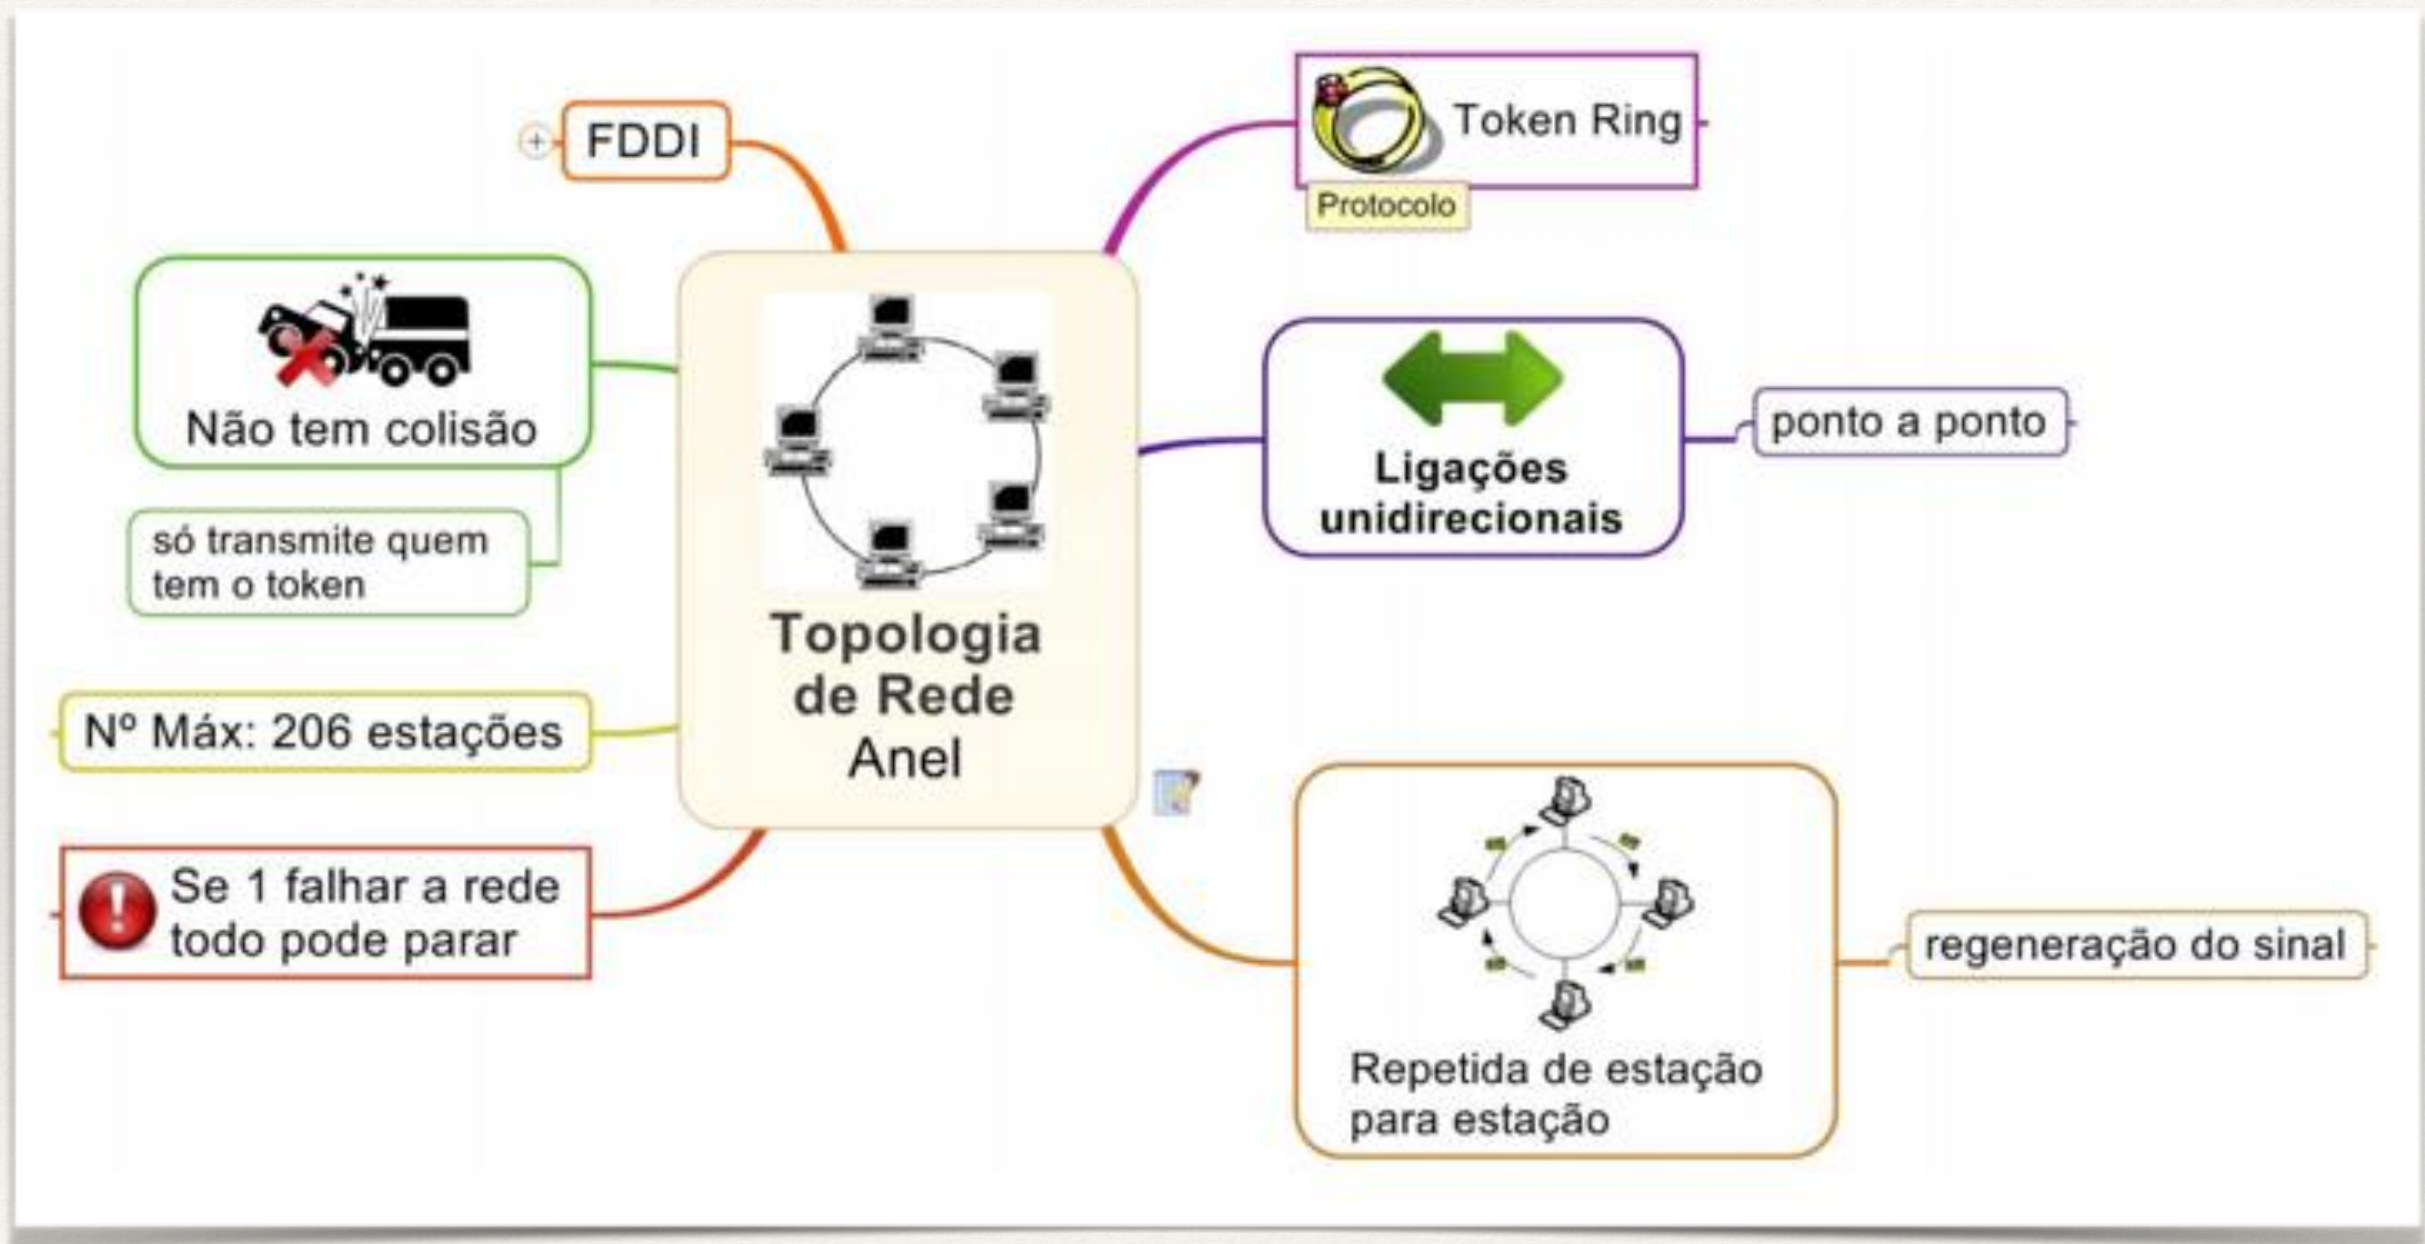 FDDI
Token Ring
Protocolo
Não tem colisão
só transmite quem
tem o token
Nº Máx: 206 estações
Se 1 falhar a rede
todo pode parar
Topologia
de Rede
Anel
Ligações
unidirecionais
ponto a ponto
Repetida de estação
para estação
regeneração do sinal